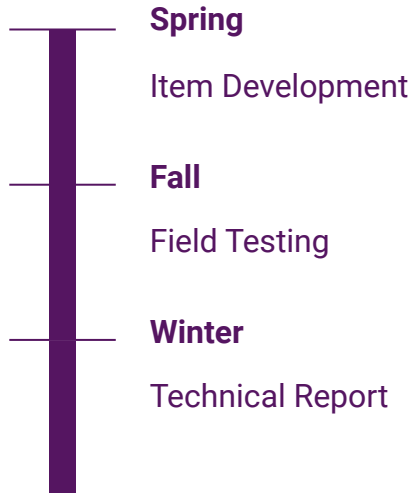 Spring
Item Development
Fall
Field Testing
Winter
Technical Report